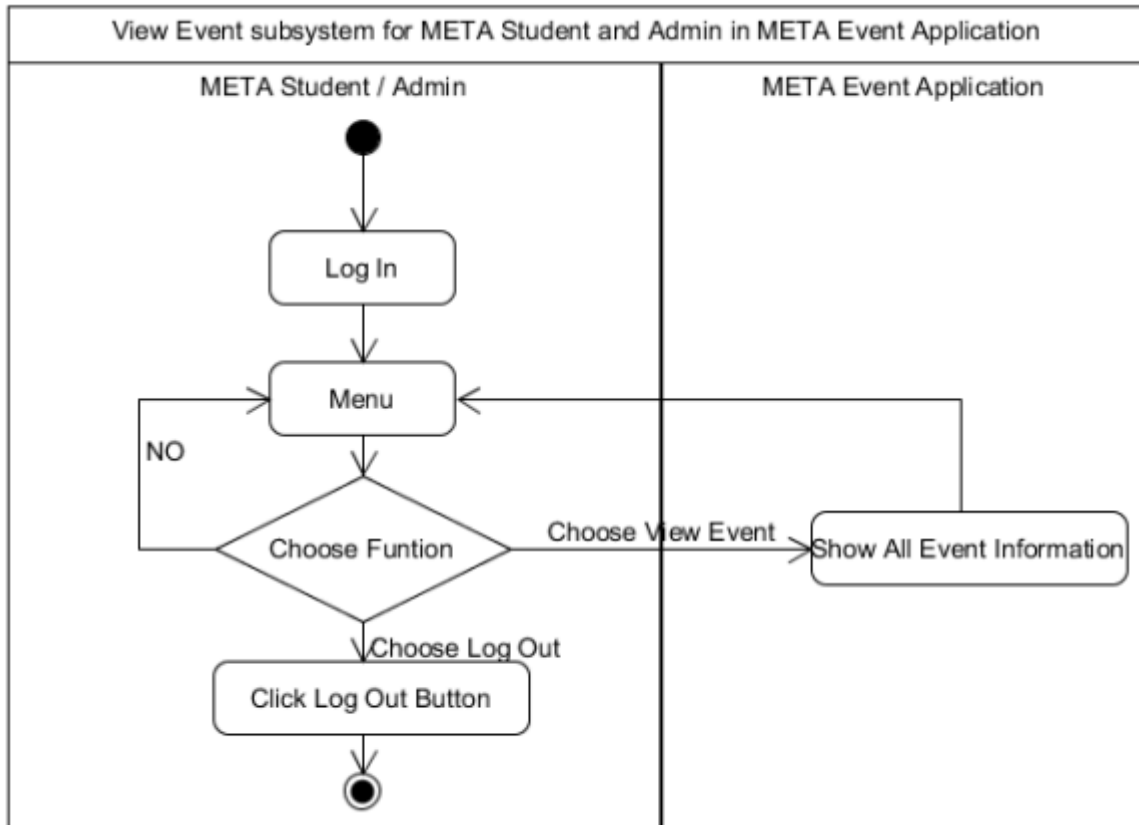 View Event subsystem for META Student and Admin in META Event Application
META Student / Admin
META Event Application
Log In
Menu
NO
Choose Funtion
Choose View Event
Show All Event Information
Choose Log Out
Click Log Out Button